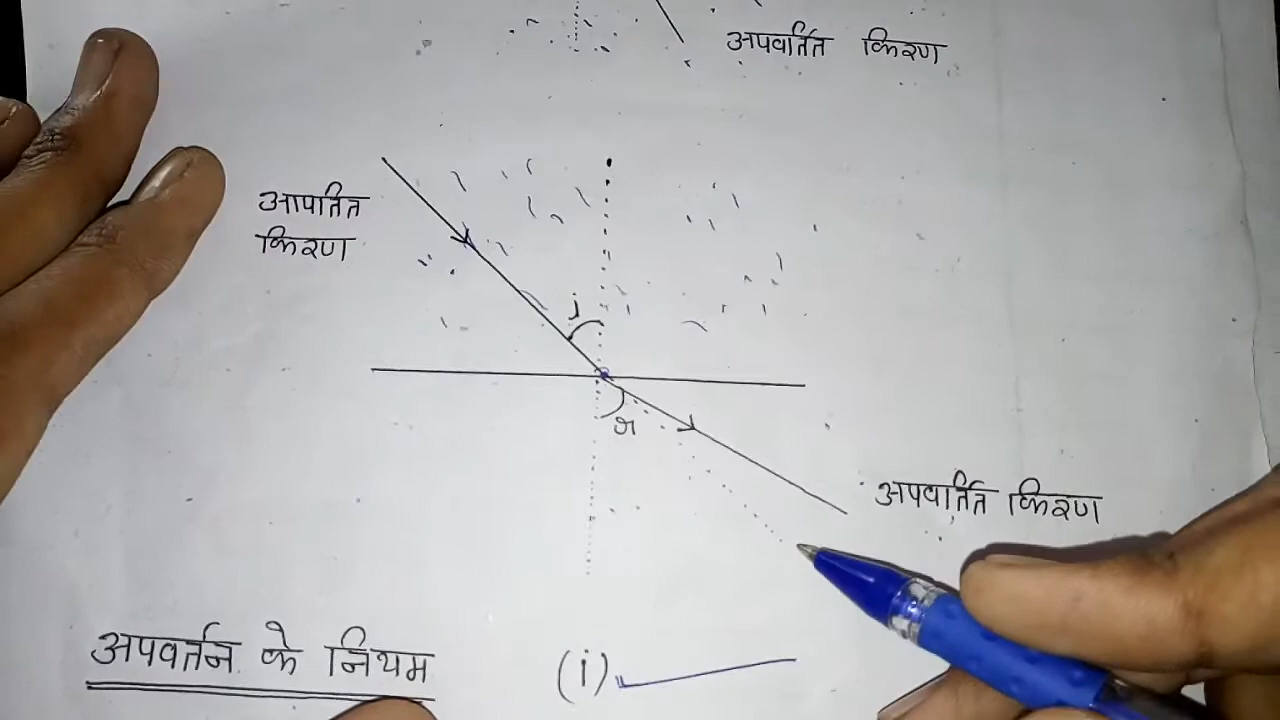 अपवर्तित किरण
आपतित
किरण
i
r
अपवर्तित किरण
अपवर्तन के नियम (i)